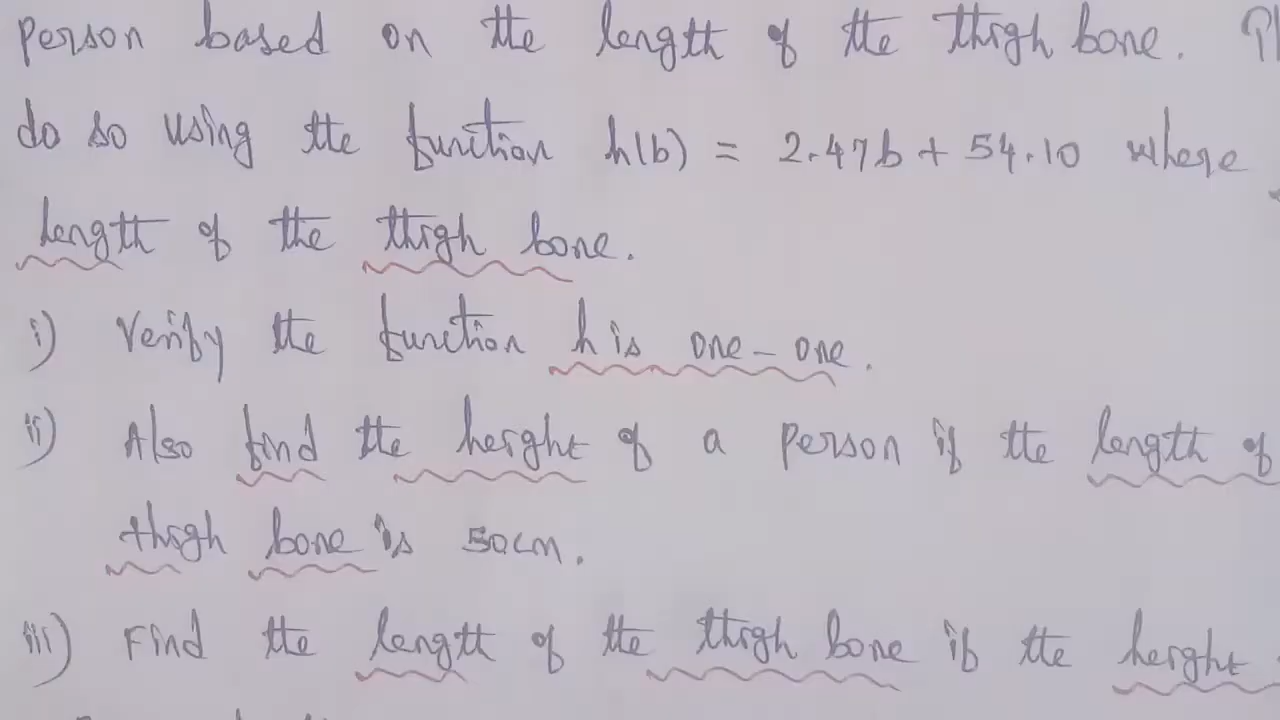 person based on the length of the thigh bone.
do so using the function h(b) = 2.47b + 54.10 where
length of the thigh bone.
i) Verify the function h is one-one.
ii) Also find the height of a person if the length of
thigh bone is 50cm.
iii) Find the length of the thigh bone if the height